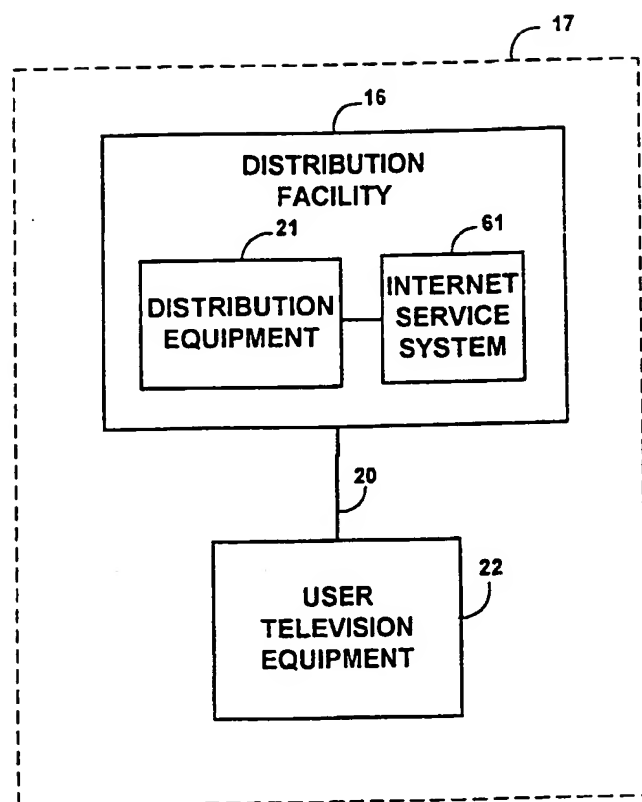 17
16
DISTRIBUTION
FACILITY
21
61
DISTRIBUTION
EQUIPMENT
INTERNET
SERVICE
SYSTEM
20
22
USER
TELEVISION
EQUIPMENT